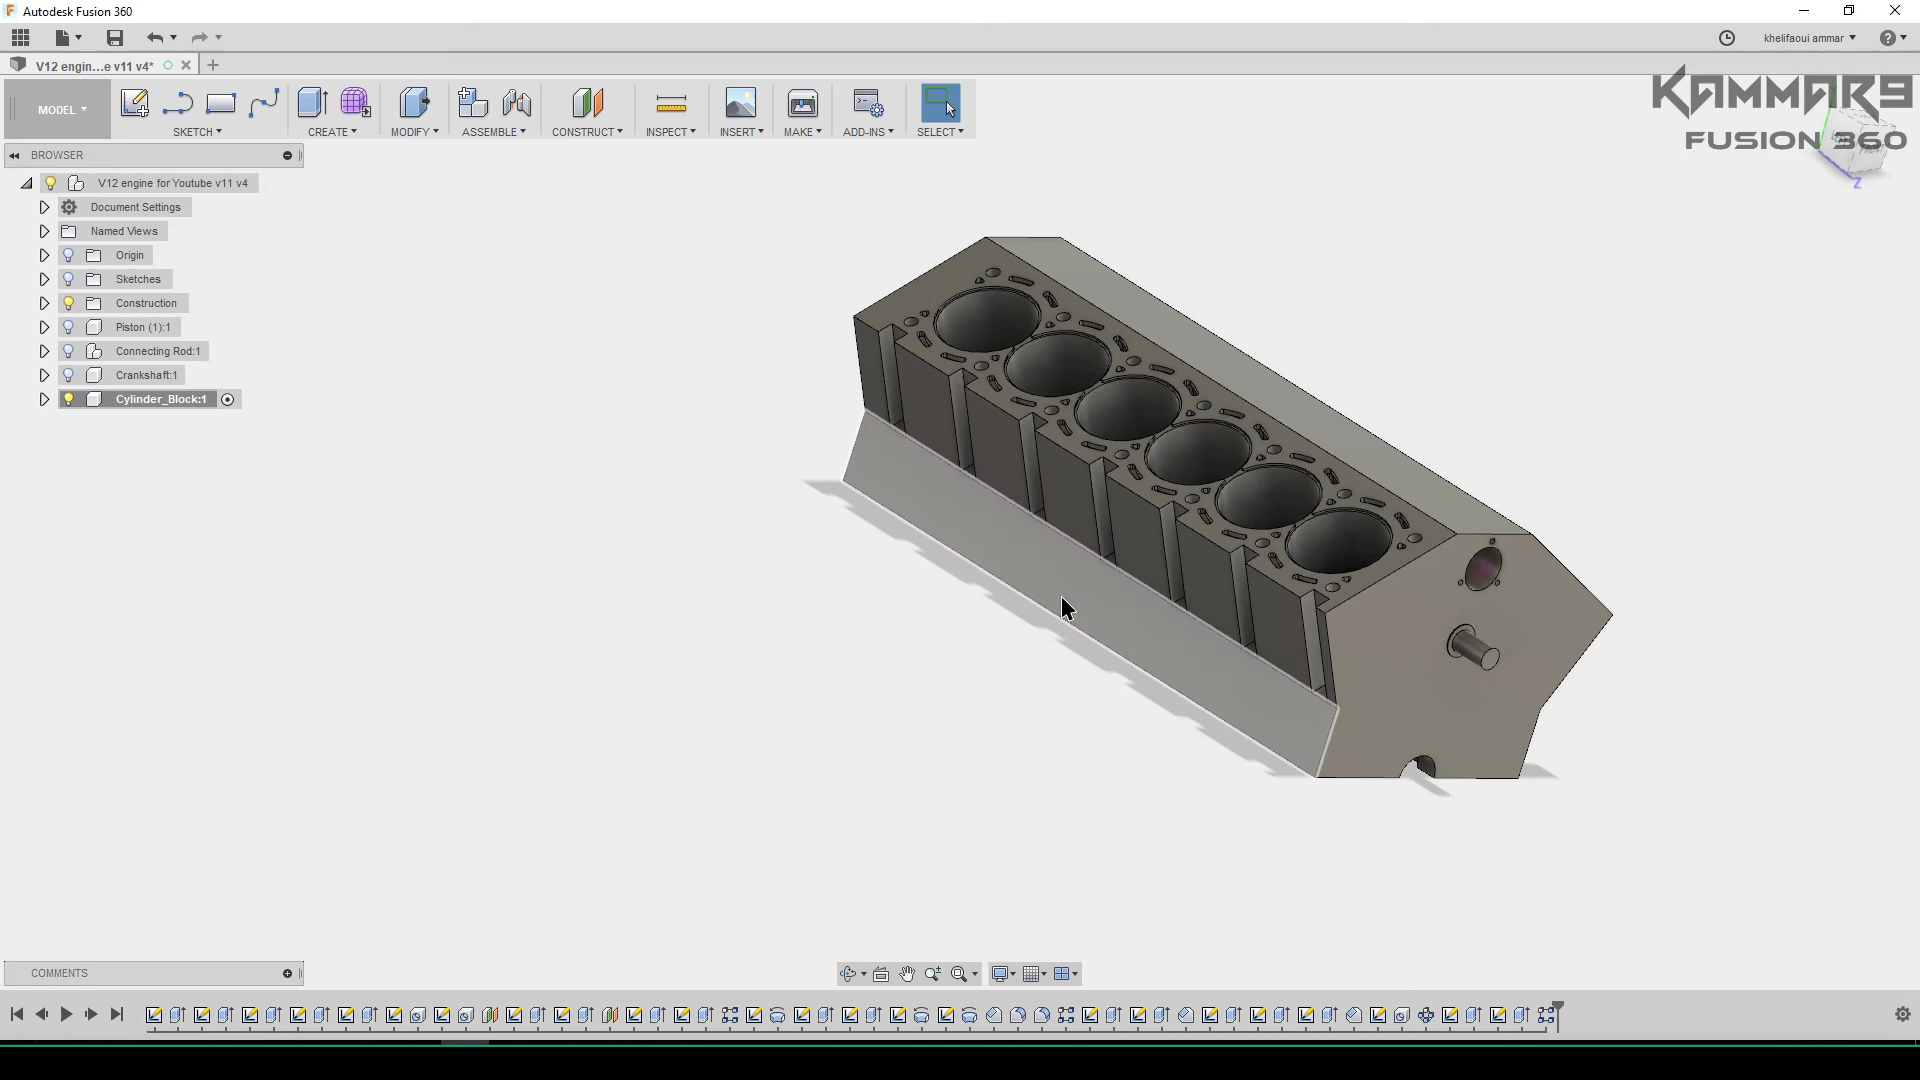 Autodesk Fusion 360
khelifaoui ammar
V12 engin...e v11 v4*
KAMMAR9
FUSION 360
MODEL
SKETCH
CREATE
MODIFY
ASSEMBLE
CONSTRUCT
INSPECT
INSERT
MAKE
ADD-INS
SELECT
Z
BROWSER
V12 engine for Youtube v11 v4
Document Settings
Named Views
Origin
Sketches
Construction
Piston (1):1
Connecting Rod:1
Crankshaft:1
Cylinder_Block:1
COMMENTS